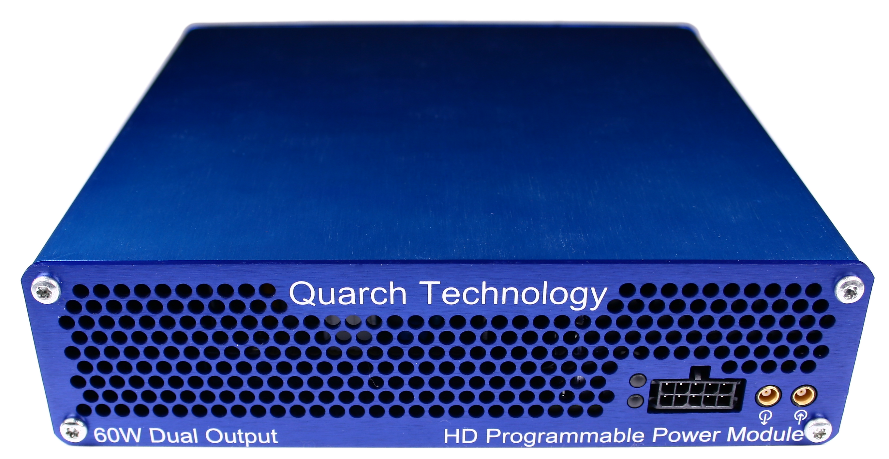 Quarch Technology
60W Dual Output
HD Programmable Power Module